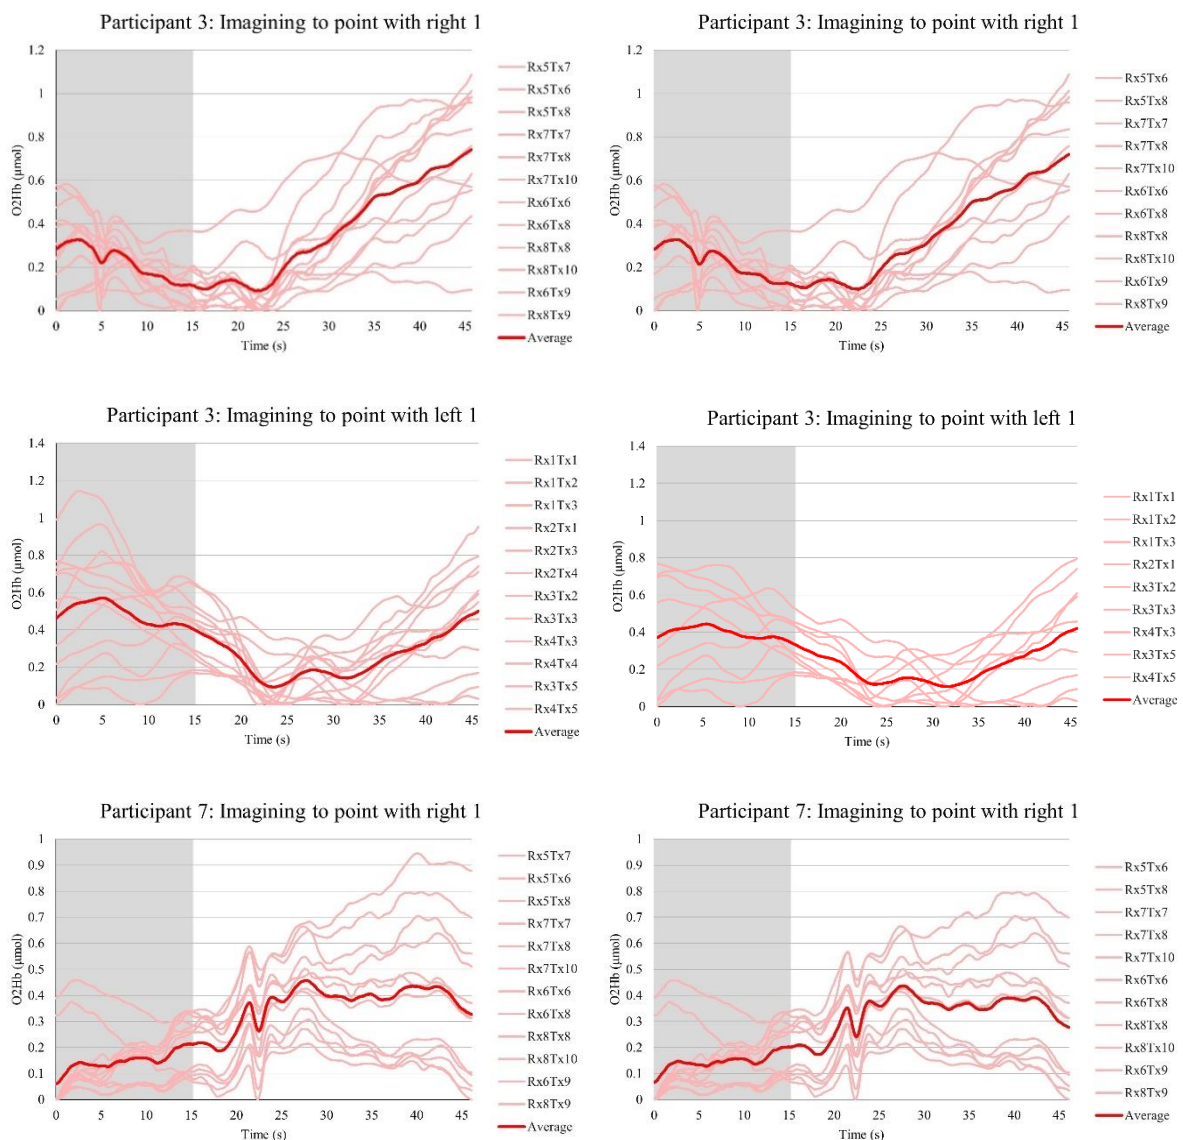 Participant 3: Imagining to point with right 1
1.2
1
0.8
0.6
0.4
0.2
0
O2Hb (μmol)
0 5 10 15 20 25 30 35 40 45
Time (s)
Rx5Tx7
Rx5Tx6
Rx5Tx8
Rx7Tx7
Rx7Tx8
Rx7Tx10
Rx6Tx6
Rx6Tx8
Rx8Tx8
Rx8Tx10
Rx6Tx9
Rx8Tx9
Average
Participant 3: Imagining to point with right 1
1.2
1
0.8
0.6
0.4
0.2
0
O2Hb (μmol)
0 5 10 15 20 25 30 35 40 45
Time (s)
Rx5Tx6
Rx5Tx8
Rx7Tx7
Rx7Tx8
Rx7Tx10
Rx6Tx6
Rx6Tx8
Rx8Tx8
Rx8Tx10
Rx6Tx9
Rx8Tx9
Average
Participant 3: Imagining to point with left 1
1.4
1.2
1
0.8
0.6
0.4
0.2
0
O2Hb (μmol)
0 5 10 15 20 25 30 35 40 45
Time (s)
Rx1Tx1
Rx1Tx2
Rx1Tx3
Rx2Tx1
Rx2Tx3
Rx2Tx4
Rx3Tx2
Rx3Tx3
Rx4Tx3
Rx4Tx4
Rx3Tx5
Rx4Tx5
Average
Participant 3: Imagining to point with left 1
1.4
1.2
1
0.8
0.6
0.4
0.2
0
O2Hb (μmol)
0 5 10 15 20 25 30 35 40 45
Time (s)
Rx1Tx1
Rx1Tx2
Rx1Tx3
Rx2Tx1
Rx3Tx2
Rx3Tx3
Rx4Tx3
Rx3Tx5
Rx4Tx5
Average
Participant 7: Imagining to point with right 1
1
0.9
0.8
0.7
0.6
0.5
0.4
0.3
0.2
0.1
0
O2Hb (μmol)
0 5 10 15 20 25 30 35 40 45
Time (s)
Rx5Tx7
Rx5Tx6
Rx5Tx8
Rx7Tx7
Rx7Tx8
Rx7Tx10
Rx6Tx6
Rx6Tx8
Rx8Tx8
Rx8Tx10
Rx6Tx9
Rx8Tx9
Average
Participant 7: Imagining to point with right 1
1
0.9
0.8
0.7
0.6
0.5
0.4
0.3
0.2
0.1
0
O2Hb (μmol)
0 5 10 15 20 25 30 35 40 45
Time (s)
Rx5Tx6
Rx5Tx8
Rx7Tx7
Rx7Tx8
Rx7Tx10
Rx6Tx6
Rx6Tx8
Rx8Tx8
Rx8Tx10
Rx6Tx9
Rx8Tx9
Average